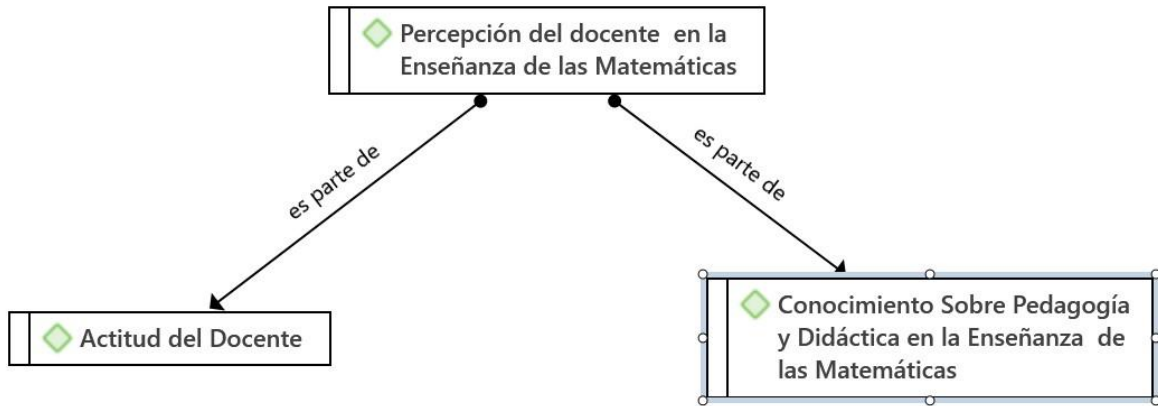 Percepción del docente en la
Enseñanza de las Matemáticas
es parte de
es parte de
Actitud del Docente
Conocimiento Sobre Pedagogía
y Didáctica en la Enseñanza de
las Matemáticas